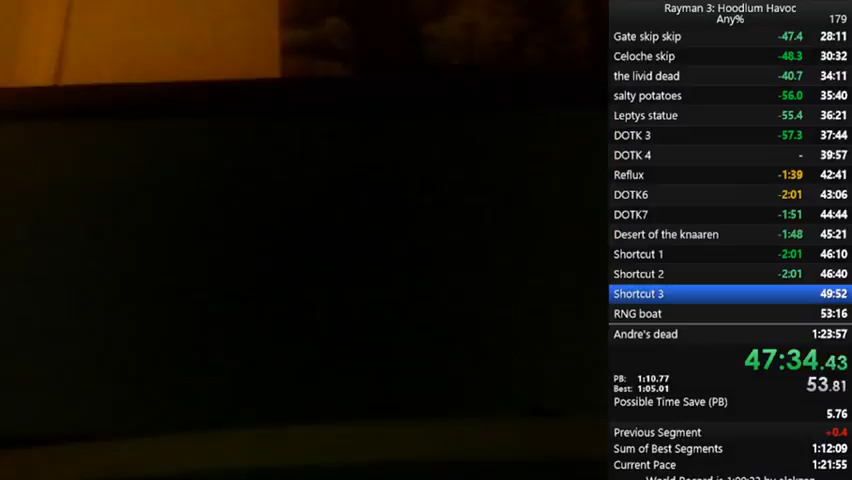 Rayman 3: Hoodlum Havoc
Any% 179
Gate skip skip -47.4 28:11
Celoche skip -48.3 30:32
the livid dead -40.7 34:11
salty potatoes -56.0 35:40
Leptys statue -55.4 36:21
DOTK 3 -57.3 37:44
DOTK 4 - 39:57
Reflux -1:39 42:41
DOTK6 -2:01 43:06
DOTK7 -1:51 44:44
Desert of the knaaren -1:48 45:21
Shortcut 1 -2:01 46:10
Shortcut 2 -2:01 46:40
Shortcut 3 49:52
RNG boat 53:16
Andre's dead 1:23:57
47:34.43
PB: 1:10.77 53.81
Best: 1:05.01
Possible Time Save (PB)
5.76
Previous Segment +0.4
Sum of Best Segments 1:12:09
Current Pace 1:21:55